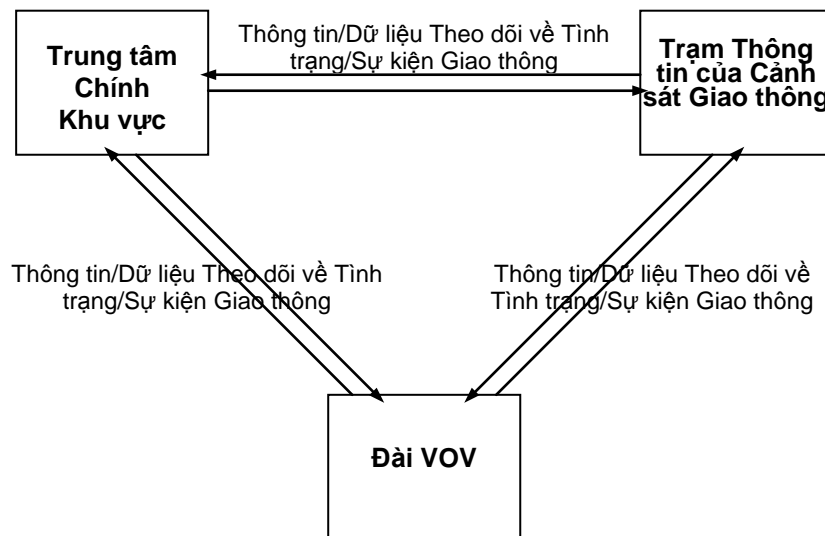 Trung tâm
Chính
Khu vực
Thông tin/Dữ liệu Theo dõi về Tình
trạng/Sự kiện Giao thông
Trạm Thông
tin của Cảnh
sát Giao thông
Thông tin/Dữ liệu Theo dõi về Tình
trạng/Sự kiện Giao thông
Thông tin/Dữ liệu Theo dõi về
Tình trạng/Sự kiện Giao thông
Đài VOV